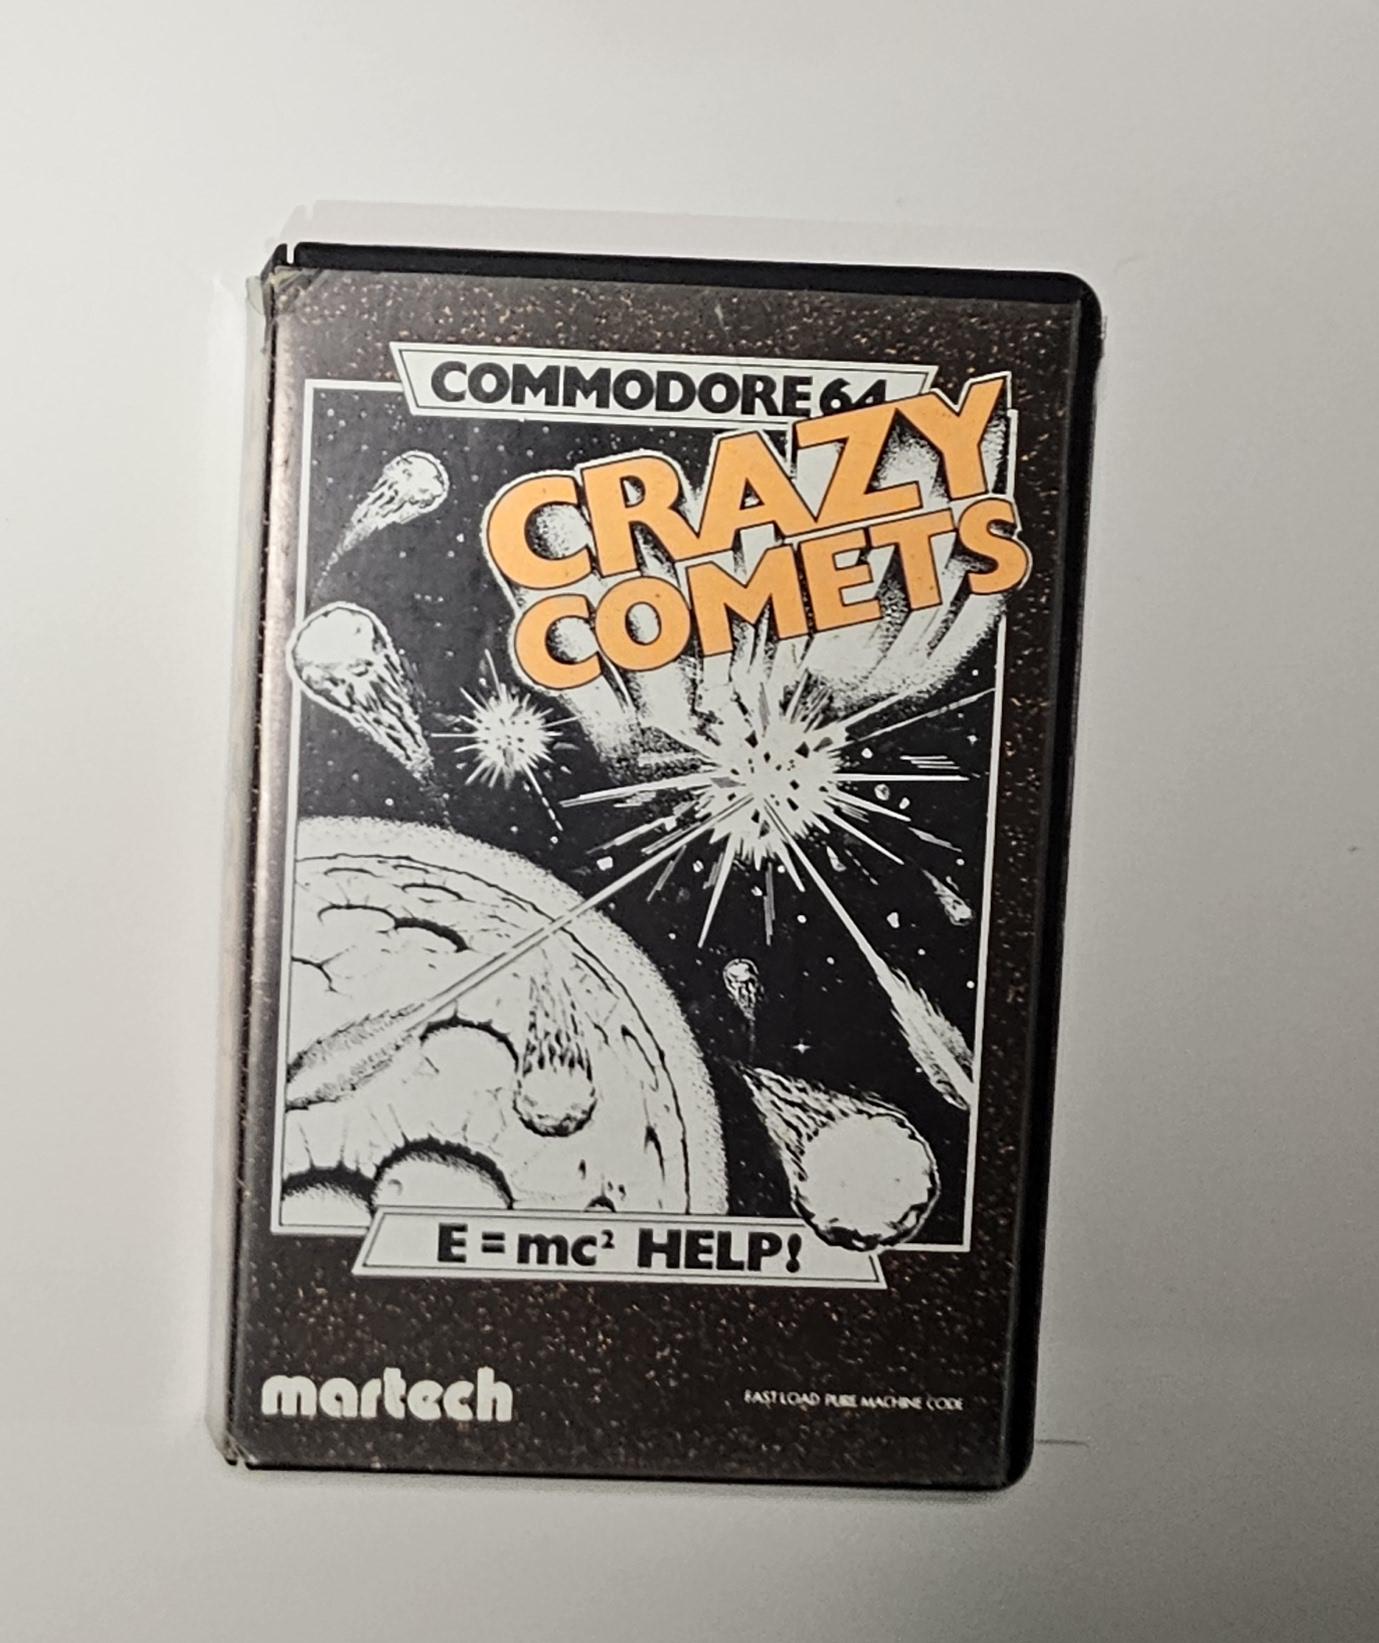 COMMODORE 64
CRAZY
COMETS
E=mc² HELP!
martech
FAST LOAD PURE MACHINE CODE